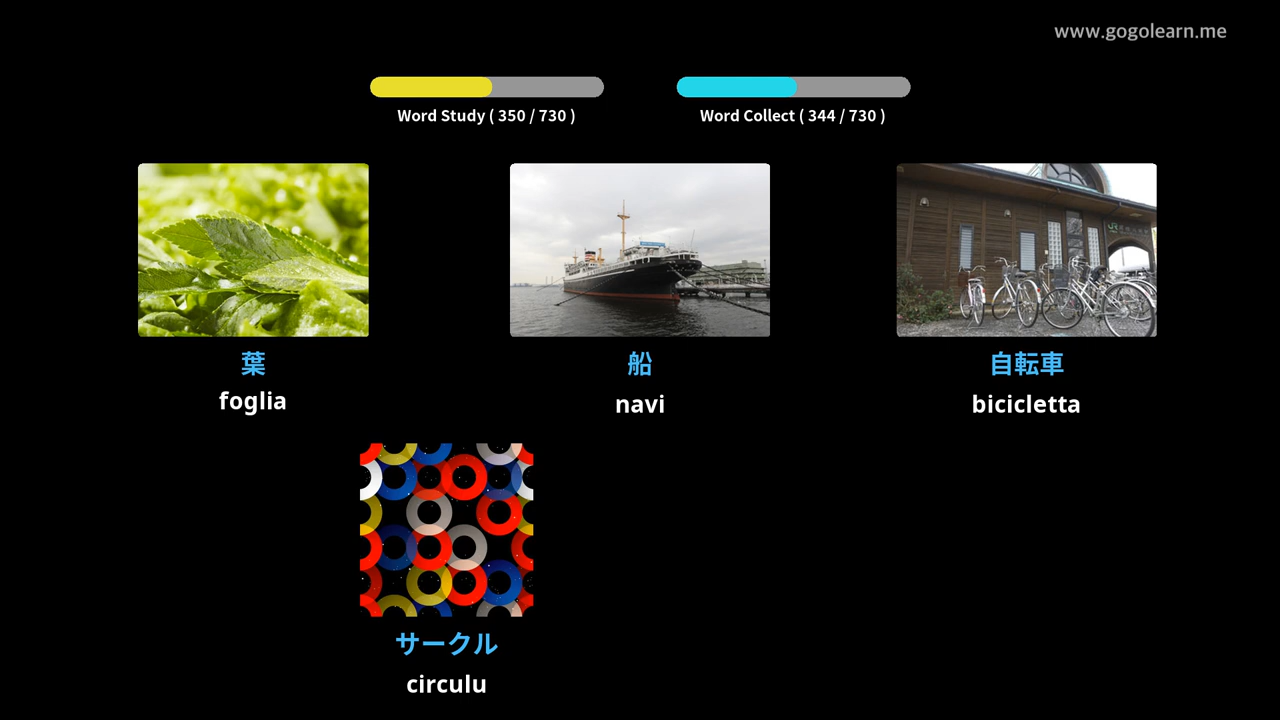 www.gogolearn.me
Word Study ( 350 / 730 )
Word Collect ( 344 / 730 )
葉
foglia
船
navi
自転車
bicicletta
サークル
circulu